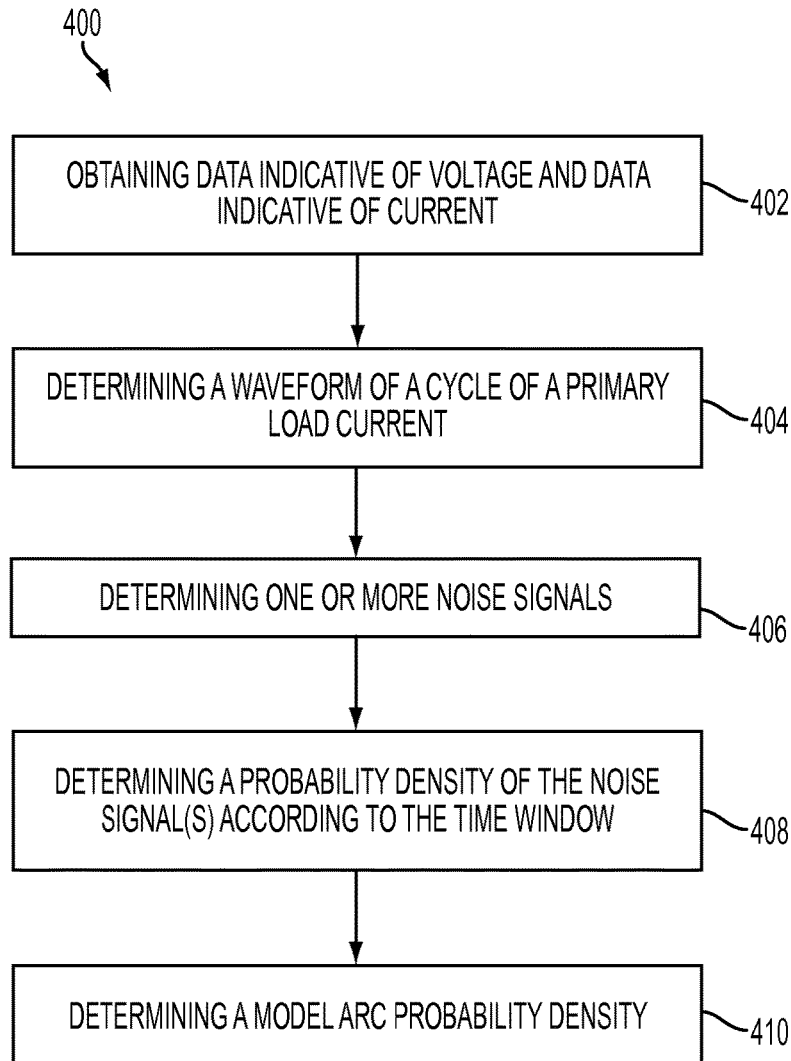 400
OBTAINING DATA INDICATIVE OF VOLTAGE AND DATA
INDICATIVE OF CURRENT
402
DETERMINING A WAVEFORM OF A CYCLE OF A PRIMARY
LOAD CURRENT
404
DETERMINING ONE OR MORE NOISE SIGNALS
406
DETERMINING A PROBABILITY DENSITY OF THE NOISE
SIGNAL(S) ACCORDING TO THE TIME WINDOW
408
DETERMINING A MODEL ARC PROBABILITY DENSITY
410